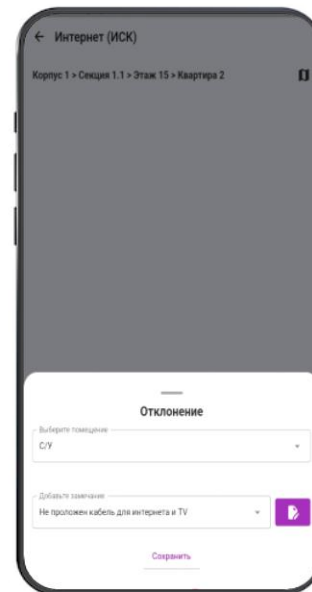 Интернет (ИСК)
Корпус 1 > Секция 1.1 > Этаж 15 > Квартира 2
Отклонение
Выберите помещение
С/У
Добавьте замечание
Не проложен кабель для интернета и TV
Сохранить